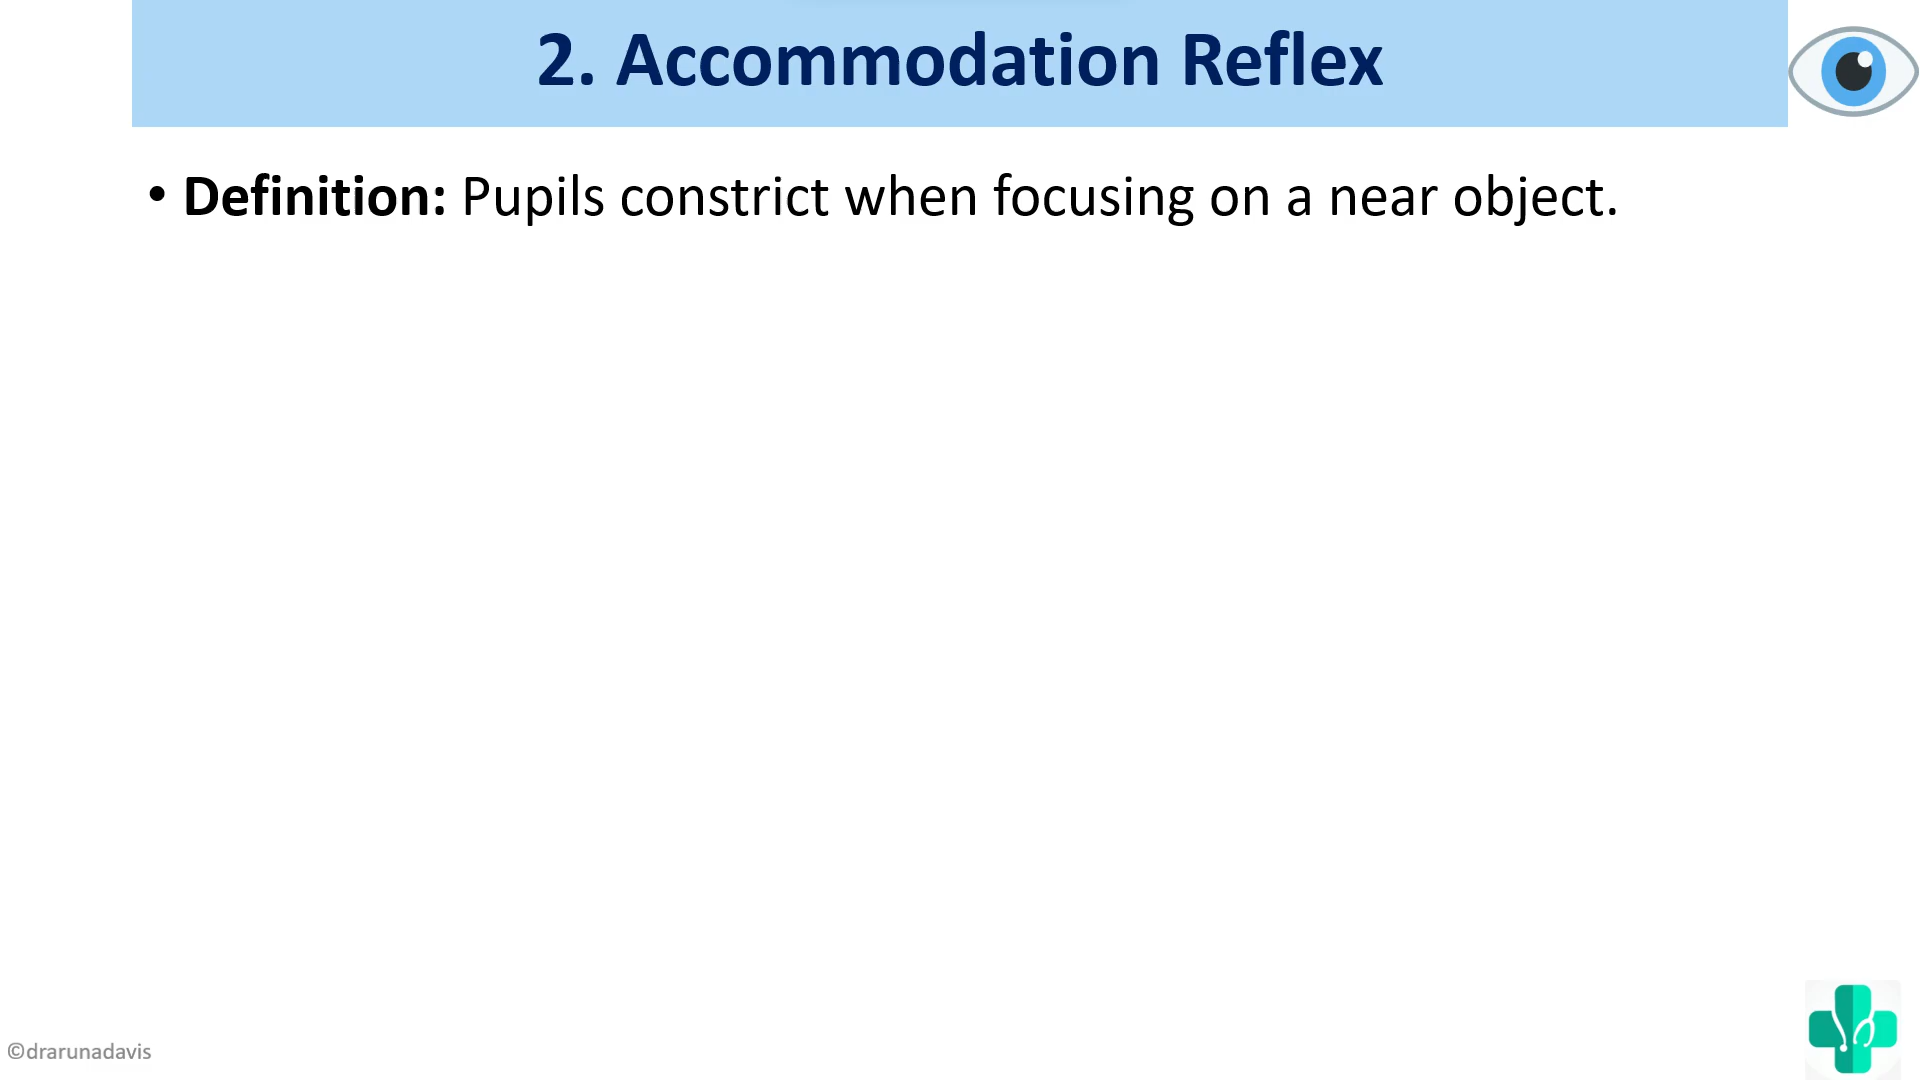 2. Accommodation Reflex
• Definition: Pupils constrict when focusing on a near object.
©drarunadavis